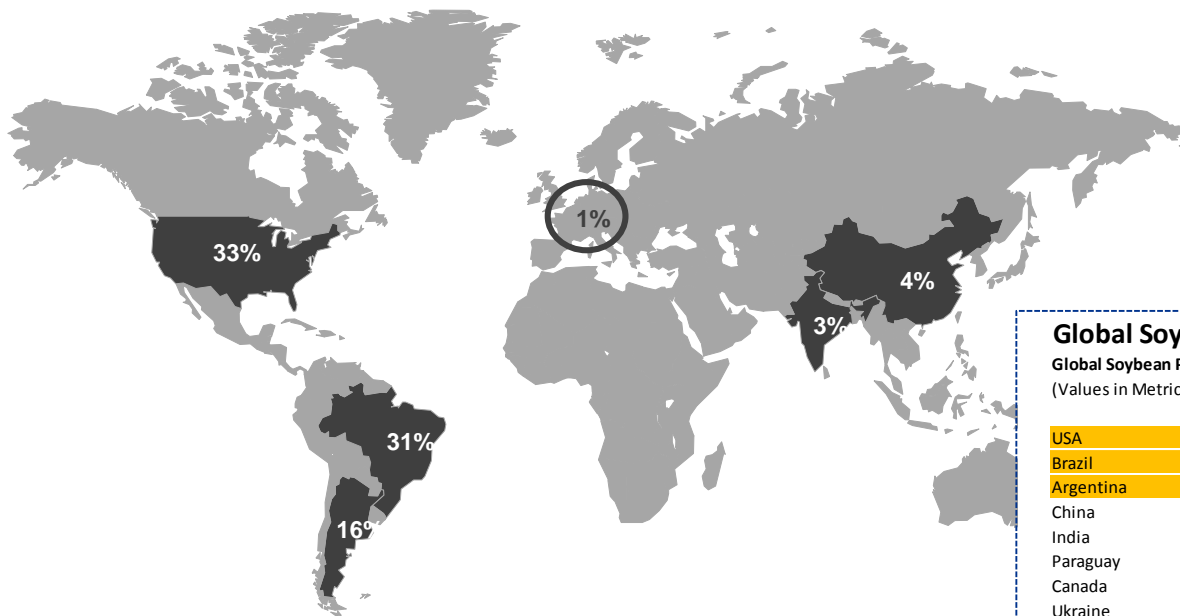 1%
33%
4%
3%
31%
16%
Global Soy
Global Soybean
(Values in Metric
USA
Brazil
Argentina
China
India
Paraguay
Canada
Ukraine